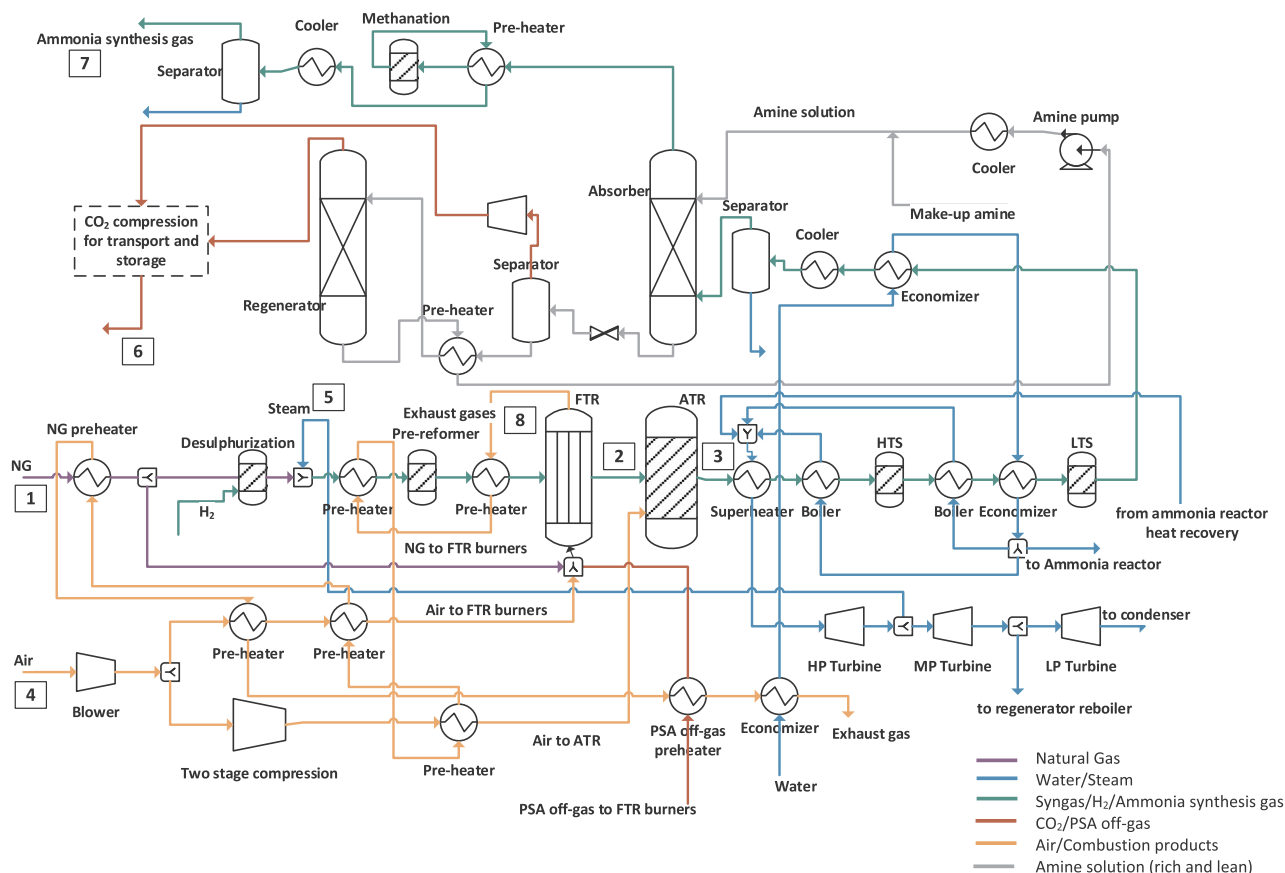 Ammonia synthesis gas
7
Separator
Cooler
Methanation
Pre-heater
Amine solution
Amine pump
Cooler
Make-up amine
Absorber
Separator
Cooler
Economizer
CO₂ compression
for transport and
storage
6
Regenerator
Separator
Pre-heater
NG preheater
NG
1
Desulphurization
H₂
Steam
5
Exhaust gases
8
Pre-reformer
Pre-heater
Pre-heater
FTR
2
ATR
3
Superheater
Boiler
HTS
Boiler
Economizer
LTS
from ammonia reactor
heat recovery
to Ammonia reactor
NG to FTR burners
Air to FTR burners
Air
4
Blower
Pre-heater
Pre-heater
Two stage compression
Pre-heater
Air to ATR
PSA off-gas
preheater
Economizer
Exhaust gas
Water
PSA off-gas to FTR burners
HP Turbine
MP Turbine
LP Turbine
to condenser
to regenerator reboiler
Natural Gas
Water/Steam
Syngas/H₂/Ammonia synthesis gas
CO₂/PSA off-gas
Air/Combustion products
Amine solution (rich and lean)